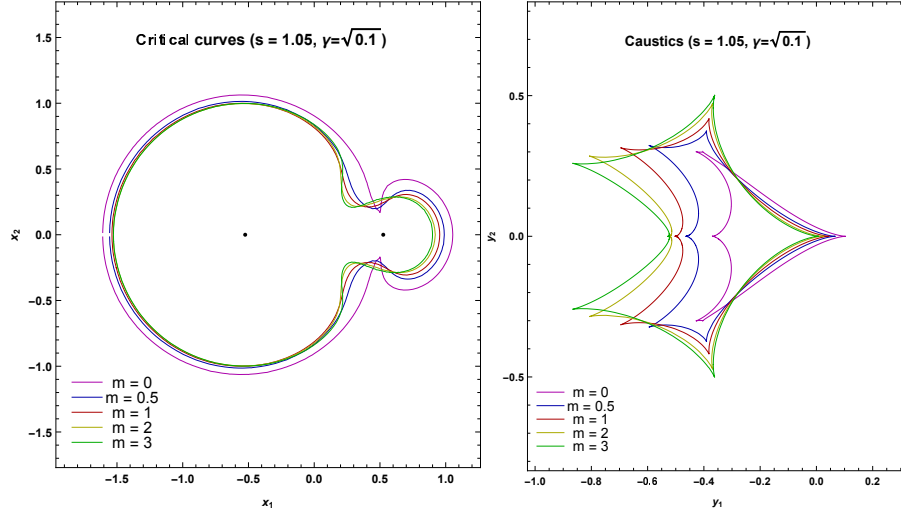 Critical curves (s = 1.05, γ=√0.1)
1.5
1.0
0.5
0.0
−0.5
−1.0
−1.5
x₂
m = 0
m = 0.5
m = 1
m = 2
m = 3
−1.5 −1.0 −0.5 0.0 0.5 1.0
x₁
Caustics (s = 1.05, γ=√0.1)
0.5
0.0
−0.5
y₂
m = 0
m = 0.5
m = 1
m = 2
m = 3
−1.0 −0.8 −0.6 −0.4 −0.2 0.0 0.2
y₁